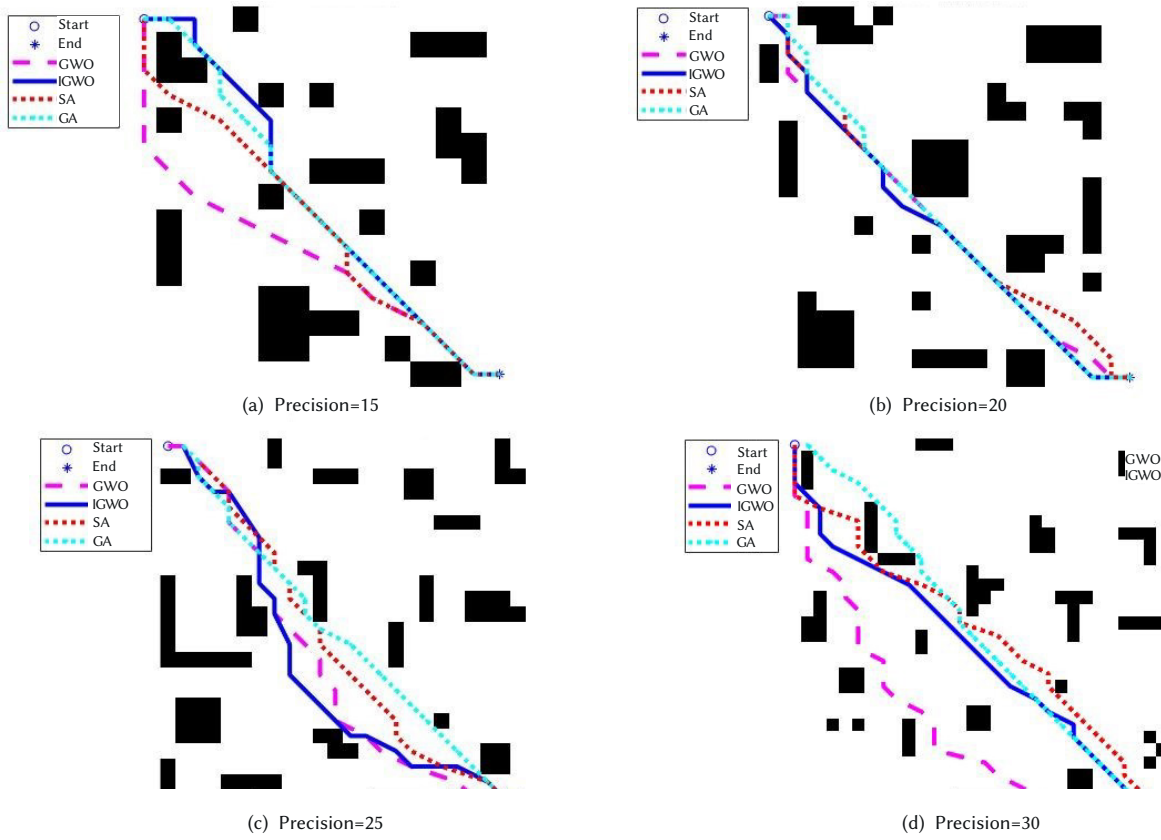 Start
End
GWO
IGWO
SA
GA
(a) Precision=15
Start
End
GWO
IGWO
SA
GA
(b) Precision=20
Start
End
GWO
IGWO
SA
GA
(c) Precision=25
Start
End
GWO
IGWO
SA
GA
GWO
IGWO
(d) Precision=30